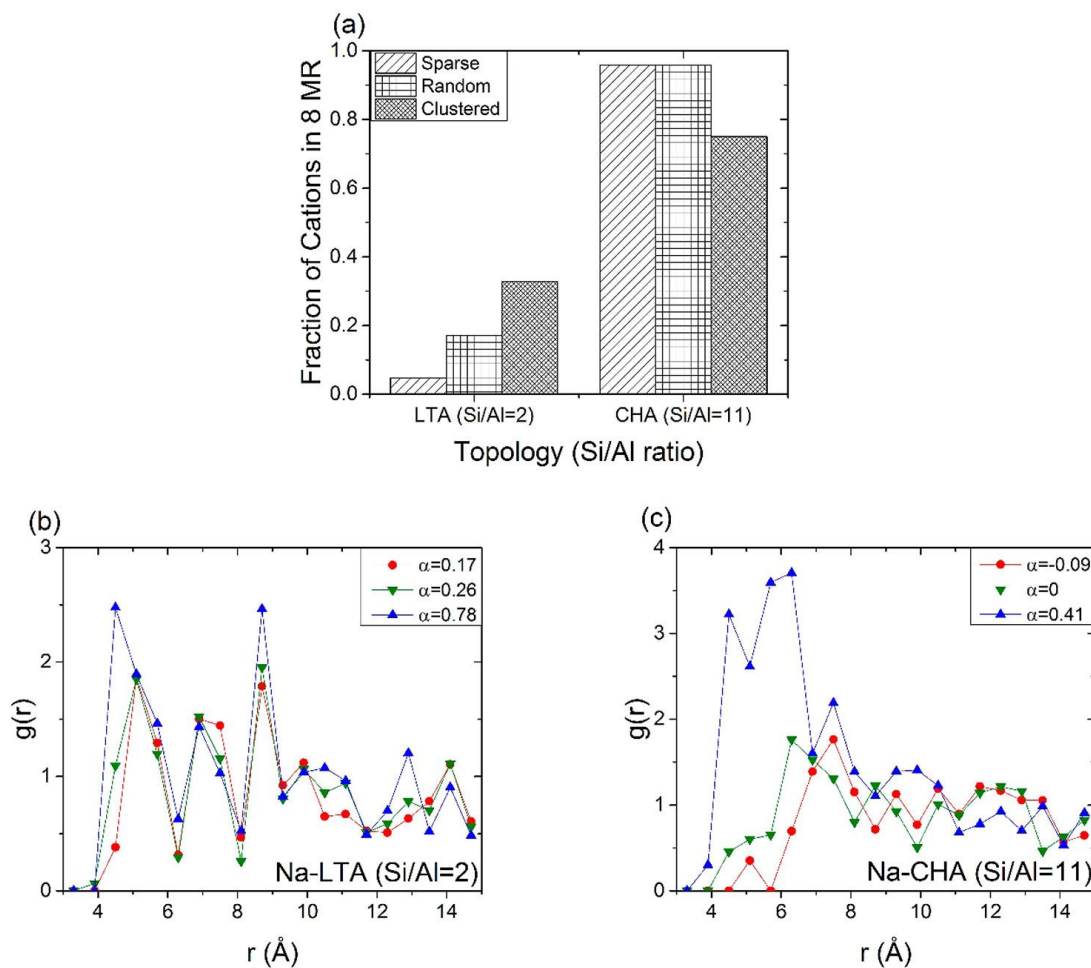 (a)
Fraction of Cations in 8 MR
1.0
0.8
0.6
0.4
0.2
0.0
Sparse
Random
Clustered
LTA (Si/Al=2) CHA (Si/Al=11)
Topology (Si/Al ratio)
(b)
g(r)
3
2
1
0
α=0.17
α=0.26
α=0.78
Na-LTA (Si/Al=2)
4 6 8 10 12 14
r (Å)
(c)
g(r)
4
3
2
1
0
α=-0.09
α=0
α=0.41
Na-CHA (Si/Al=11)
4 6 8 10 12 14
r (Å)